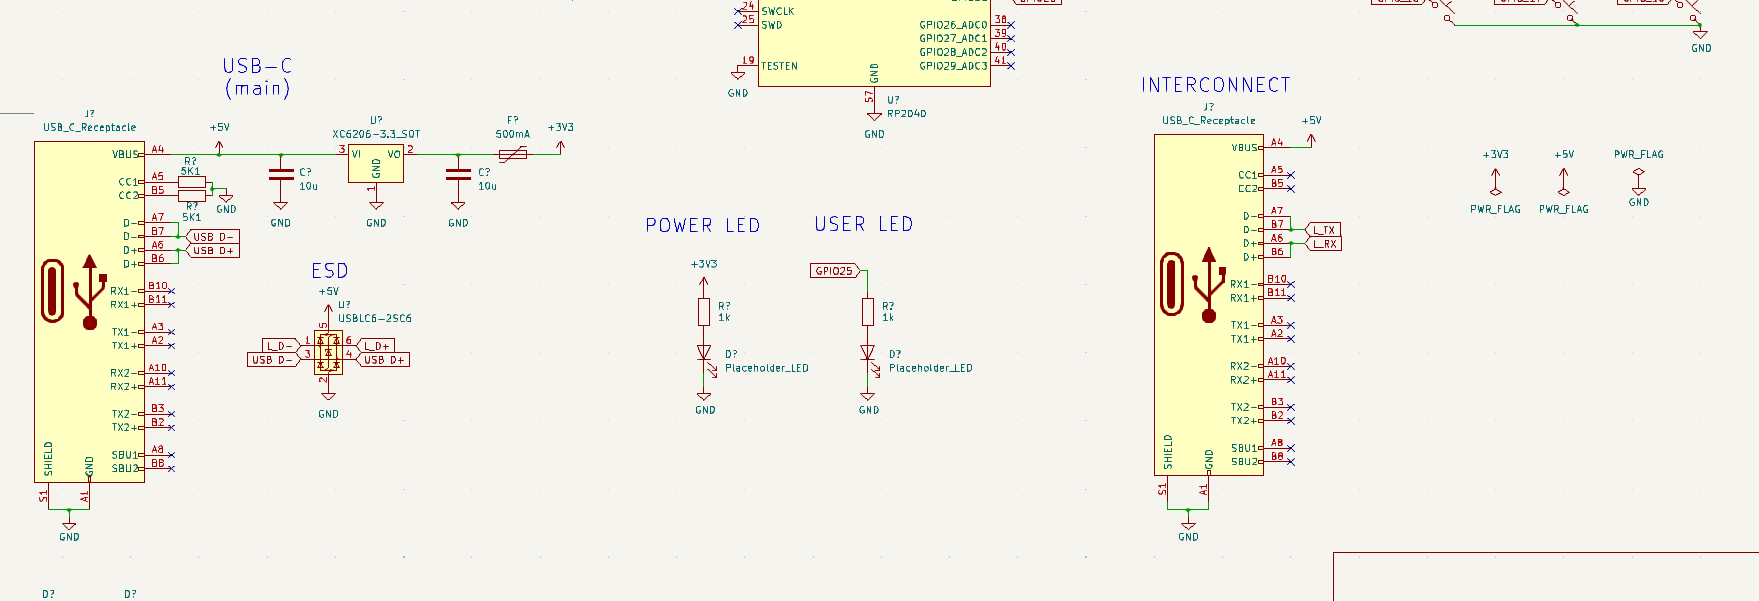 24
SWCLK
25
SWD
19
TESTEN
GND
GPIO26_ADC0
38
GPIO27_ADC1
39
GPIO28_ADC2
40
GPIO29_ADC3
41
GND
57
U?
RP2040
GND
GND
USB-C
(main)
J?
USB_C_Receptacle
VBUS
A4
CC1
A5
CC2
B5
D-
A7
D-
B7
D+
A6
D+
B6
RX1-
B10
RX1+
B11
TX1-
A3
TX1+
A2
RX2-
A10
RX2+
A11
TX2-
B3
TX2+
B2
SBU1
A8
SBU2
B8
SHIELD
GND
S1
A1
GND
+5V
R?
5K1
R?
5K1
GND
USB D-
USB D+
C?
10u
GND
U?
XC6206-3.3_SOT
3
VI
VO
2
GND
1
GND
C?
10u
GND
F?
500mA
+3V3
ESD
+5V
U?
USBLC6-2SC6
5
L_D-
1
6
L_D+
USB D-
3
4
USB D+
2
GND
POWER LED
+3V3
R?
1k
D?
Placeholder_LED
GND
USER LED
GPIO25
R?
1k
D?
Placeholder_LED
GND
INTERCONNECT
J?
USB_C_Receptacle
+5V
VBUS
A4
CC1
A5
CC2
B5
D-
A7
D-
B7
D+
A6
D+
B6
L_TX
L_RX
RX1-
B10
RX1+
B11
TX1-
A3
TX1+
A2
RX2-
A10
RX2+
A11
TX2-
B3
TX2+
B2
SBU1
A8
SBU2
B8
SHIELD
GND
S1
A1
GND
+3V3
PWR_FLAG
+5V
PWR_FLAG
PWR_FLAG
GND
D?
D?